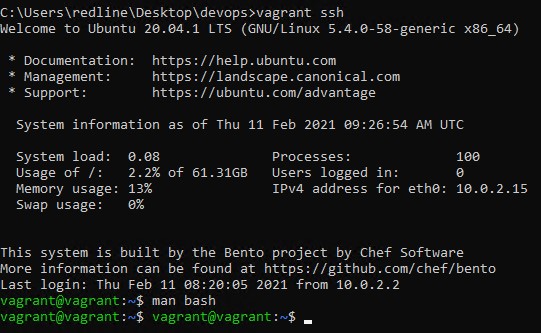 C:\Users\redline\Desktop\devops>vagrant ssh
Welcome to Ubuntu 20.04.1 LTS (GNU/Linux 5.4.0-58-generic x86_64)
* Documentation:  https://help.ubuntu.com
* Management:     https://landscape.canonical.com
* Support:        https://ubuntu.com/advantage
System information as of Thu 11 Feb 2021 09:26:54 AM UTC
System load:  0.08               Processes:             100
Usage of /:   2.2% of 61.31GB   Users logged in:       0
Memory usage: 13%                IPv4 address for eth0: 10.0.2.15
Swap usage:   0%
This system is built by the Bento project by Chef Software
More information can be found at https://github.com/chef/bento
Last login: Thu Feb 11 08:20:05 2021 from 10.0.2.2
vagrant@vagrant:~$ man bash
vagrant@vagrant:~$ vagrant@vagrant:~$